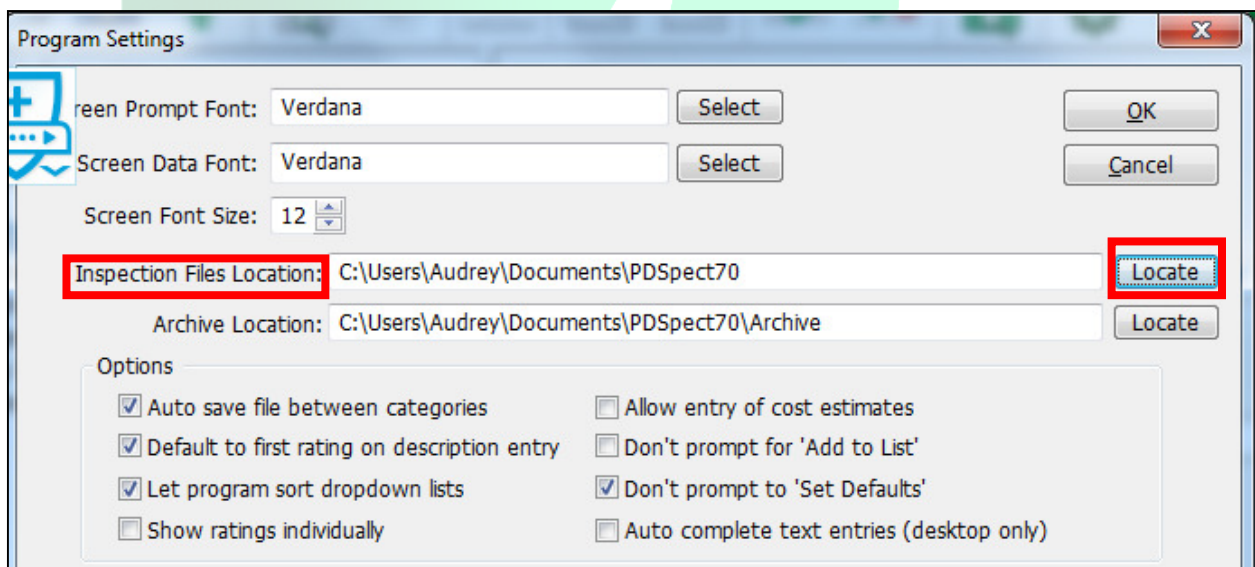 Program Settings
reen Prompt Font: Verdana Select OK
Screen Data Font: Verdana Select Cancel
Screen Font Size: 12
Inspection Files Location: C:\Users\Audrey\Documents\PDSpect70 Locate
Archive Location: C:\Users\Audrey\Documents\PDSpect70\Archive Locate
Options
Auto save file between categories Allow entry of cost estimates
Default to first rating on description entry Don't prompt for 'Add to List'
Let program sort dropdown lists Don't prompt to 'Set Defaults'
Show ratings individually Auto complete text entries (desktop only)